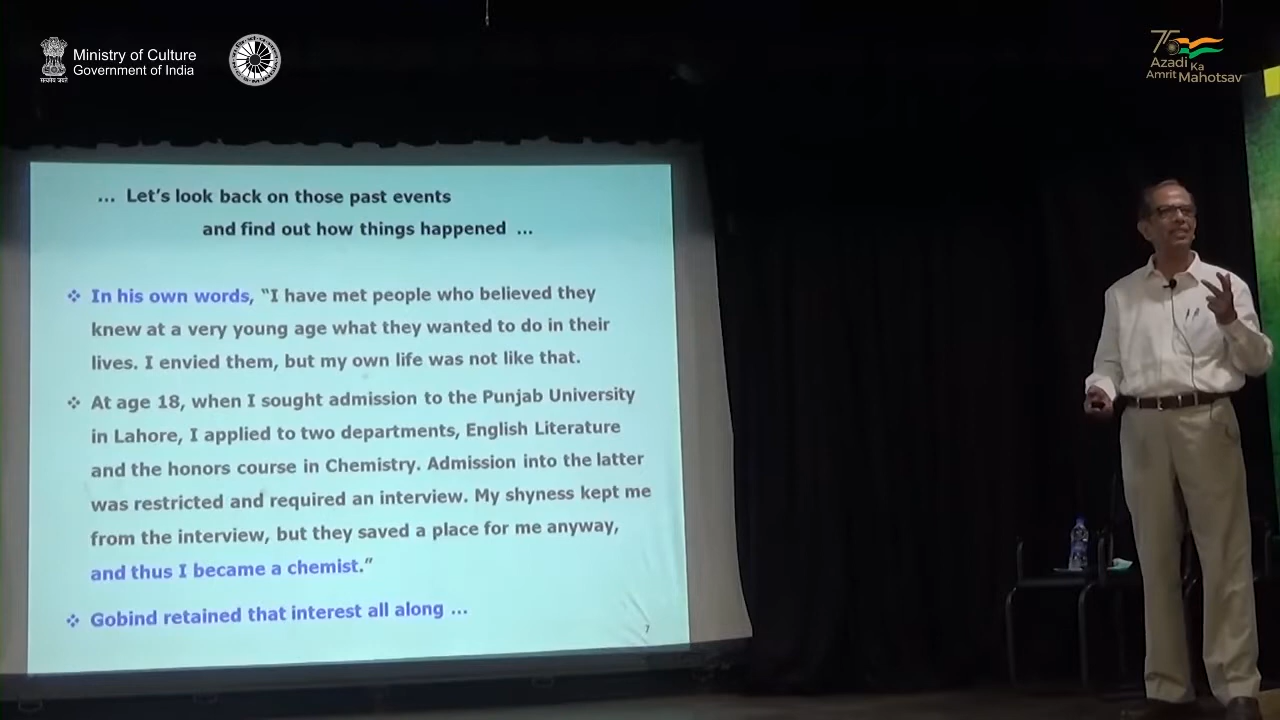 Ministry of Culture
Government of India
सत्यमेव जयते
75
Azadi Ka
Amrit Mahotsav
... Let's look back on those past events
and find out how things happened ...
❖ In his own words, “I have met people who believed they
knew at a very young age what they wanted to do in their
lives. I envied them, but my own life was not like that.
❖ At age 18, when I sought admission to the Punjab University
in Lahore, I applied to two departments, English Literature
and the honors course in Chemistry. Admission into the latter
was restricted and required an interview. My shyness kept me
from the interview, but they saved a place for me anyway,
and thus I became a chemist.”
❖ Gobind retained that interest all along ...
7